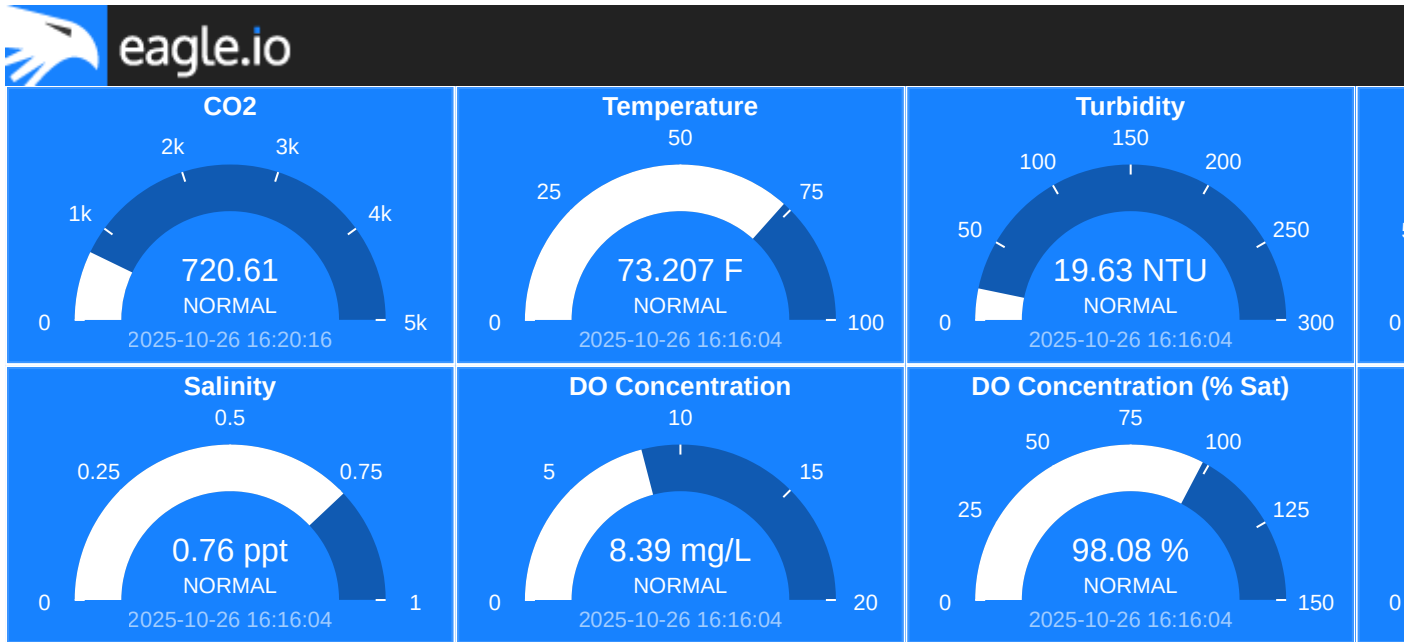 eagle.io
CO2
2k
3k
1k
4k
720.61
NORMAL
0
5k
2025-10-26 16:20:16
Temperature
50
25
75
73.207 F
NORMAL
0
100
2025-10-26 16:16:04
Turbidity
150
100
200
50
250
19.63 NTU
NORMAL
0
300
2025-10-26 16:16:04
0
Salinity
0.5
0.25
0.75
0.76 ppt
NORMAL
0
1
2025-10-26 16:16:04
DO Concentration
10
5
15
8.39 mg/L
NORMAL
0
20
2025-10-26 16:16:04
DO Concentration (% Sat)
75
50
100
25
125
98.08 %
NORMAL
0
150
2025-10-26 16:16:04
0